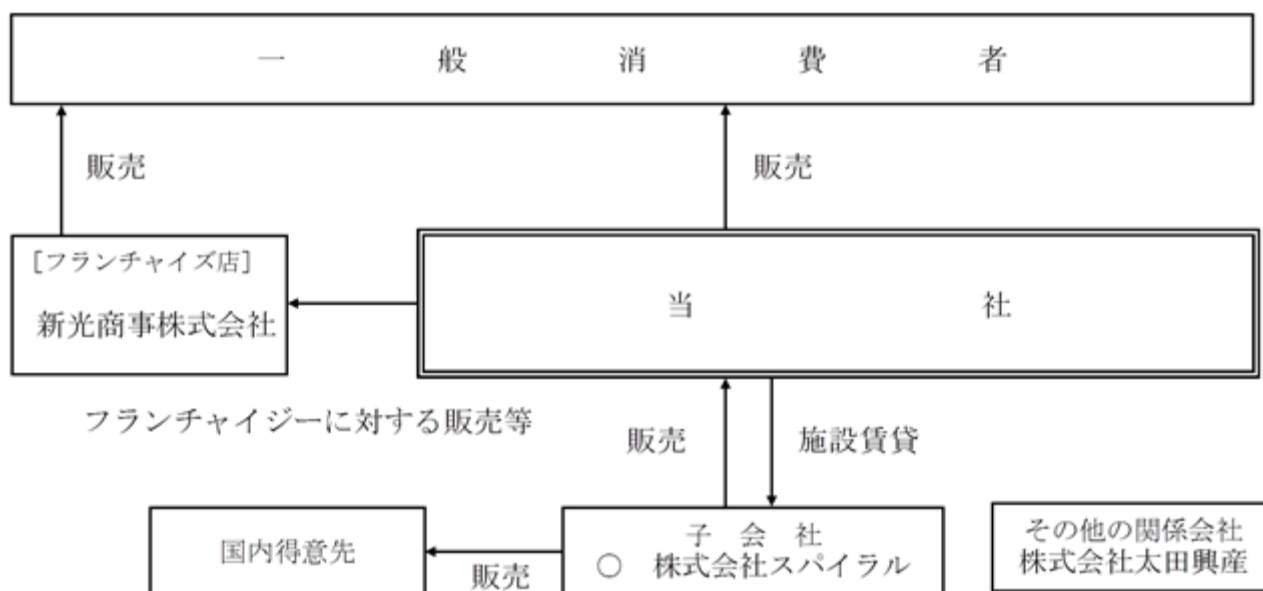 一般消費者
販売
販売
[フランチャイズ店]
新光商事株式会社
当社
フランチャイジーに対する販売等
販売
施設賃貸
国内得意先
販売
子会社
○ 株式会社スパイラル
その他の関係会社
株式会社太田興産